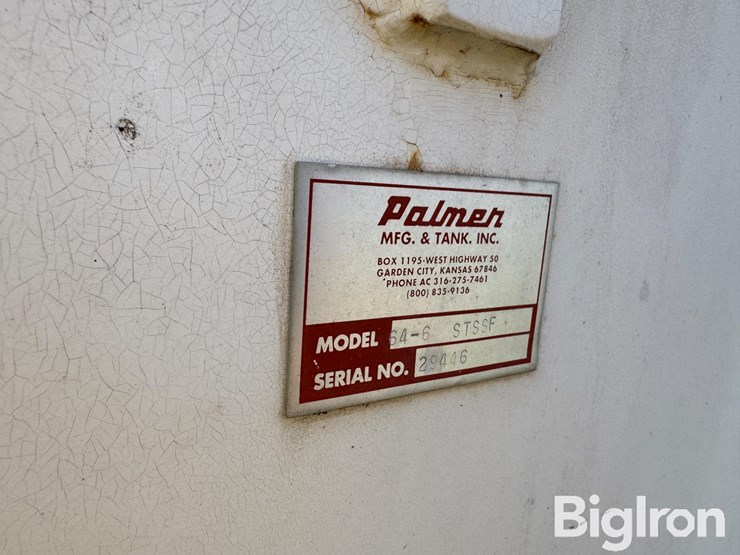 Palmer
MFG. & TANK. INC.
BOX 1195-WEST HIGHWAY 50
GARDEN CITY, KANSAS 67846
PHONE AC 316-275-7461
(800) 835-9136
MODEL 64-6 STSSF
SERIAL NO. 29446
BigIron